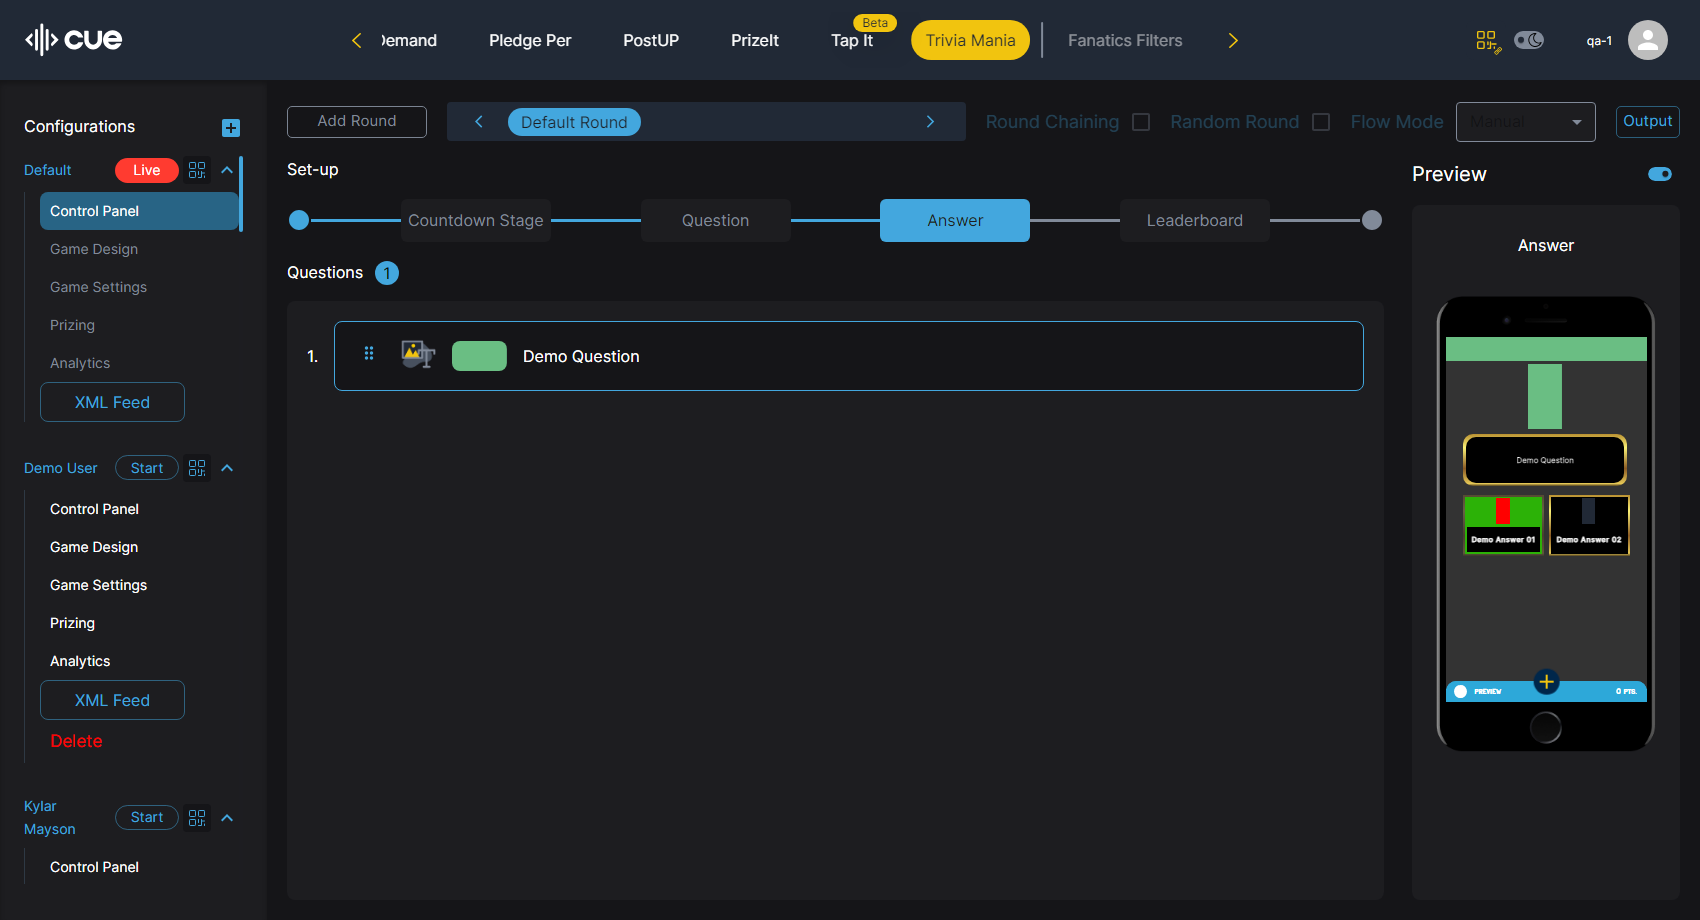 cue
Demand
Pledge Per
PostUP
PrizeIt
Tap It
Beta
Trivia Mania
Fanatics Filters
qa-1
Configurations
Default
Live
Control Panel
Game Design
Game Settings
Prizing
Analytics
XML Feed
Demo User
Start
Control Panel
Game Design
Game Settings
Prizing
Analytics
XML Feed
Delete
Kylar
Mayson
Start
Control Panel
Add Round
Default Round
Round Chaining
Random Round
Flow Mode
Manual
Output
Set-up
Countdown Stage
Question
Answer
Leaderboard
Questions 1
1.
Demo Question
Preview
Answer
Demo Question
Demo Answer 01
Demo Answer 02
PREVIEW
0 PTS.